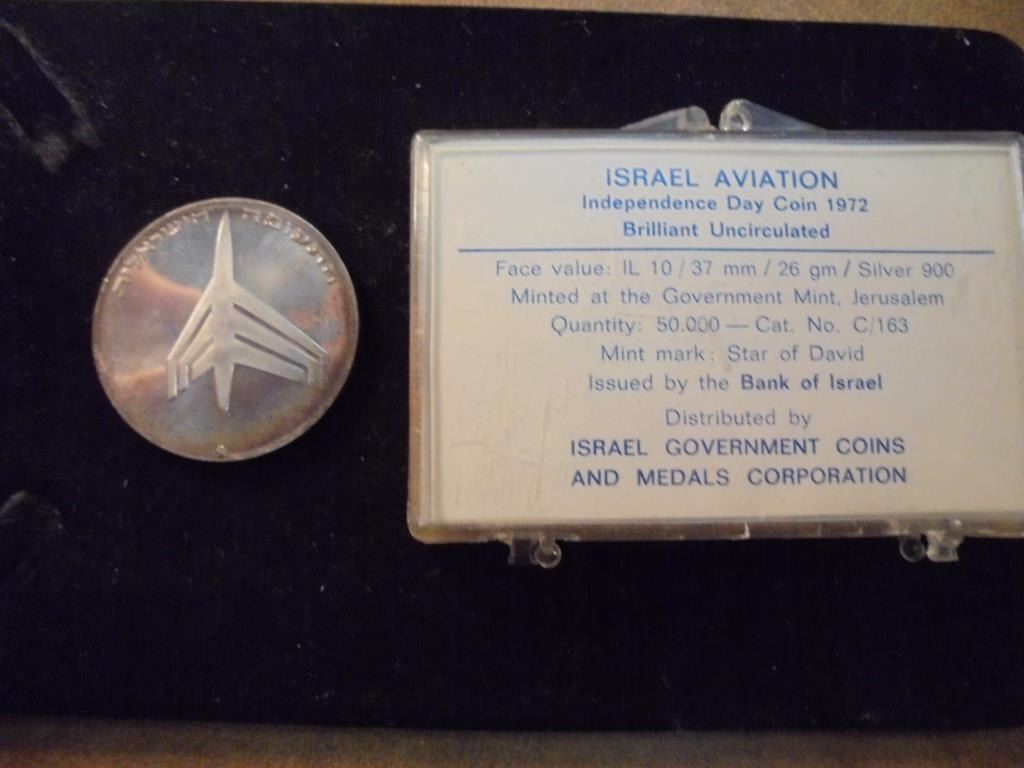 התעופה הישראלית
ISRAEL AVIATION
Independence Day Coin 1972
Brilliant Uncirculated
Face value: IL 10 / 37 mm / 26 gm / Silver 900
Minted at the Government Mint, Jerusalem
Quantity: 50.000 — Cat. No. C/163
Mint mark: Star of David
Issued by the Bank of Israel
Distributed by
ISRAEL GOVERNMENT COINS
AND MEDALS CORPORATION